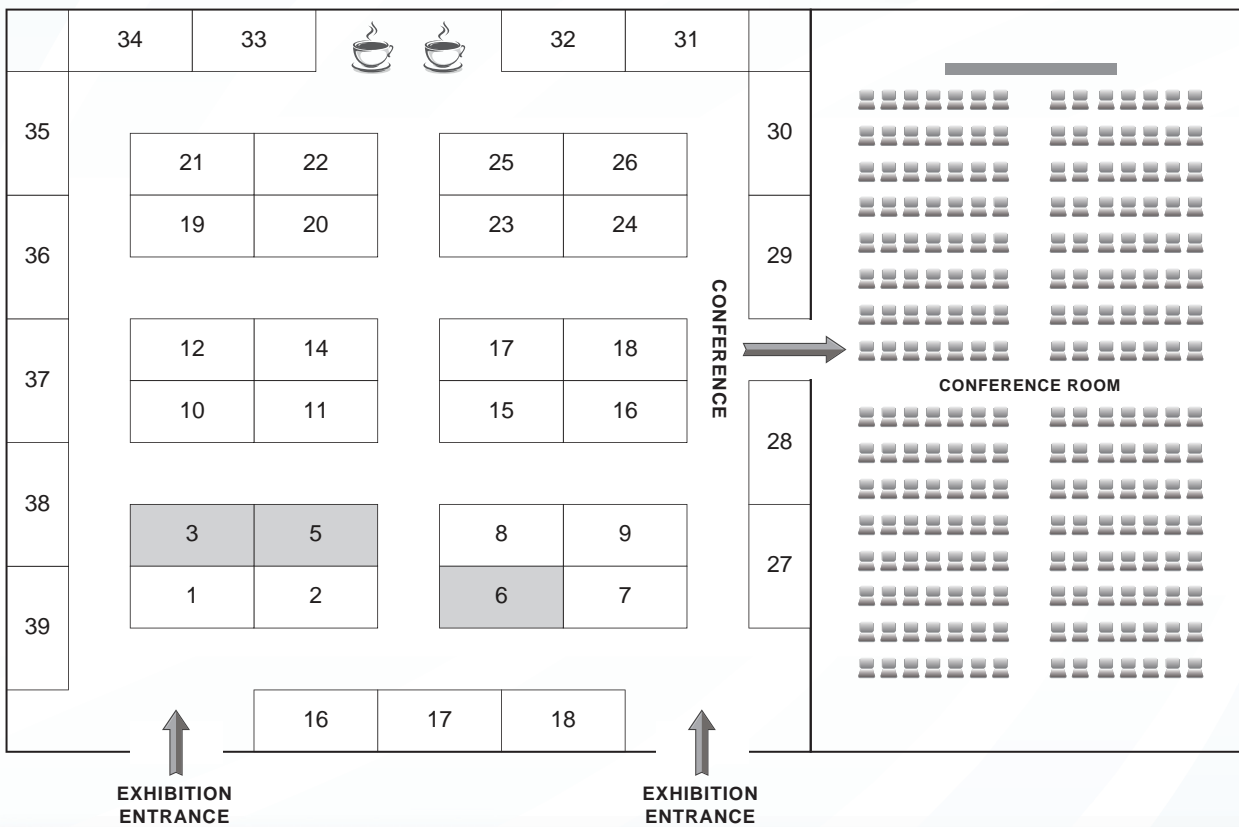 34 33 32 31
35
30
21 22 25 26
19 20 23 24
36
29
CONFERENCE
12 14 17 18
37
CONFERENCE ROOM
10 11 15 16
28
38
3 5 8 9
27
1 2 6 7
39
16 17 18
EXHIBITION
ENTRANCE
EXHIBITION
ENTRANCE